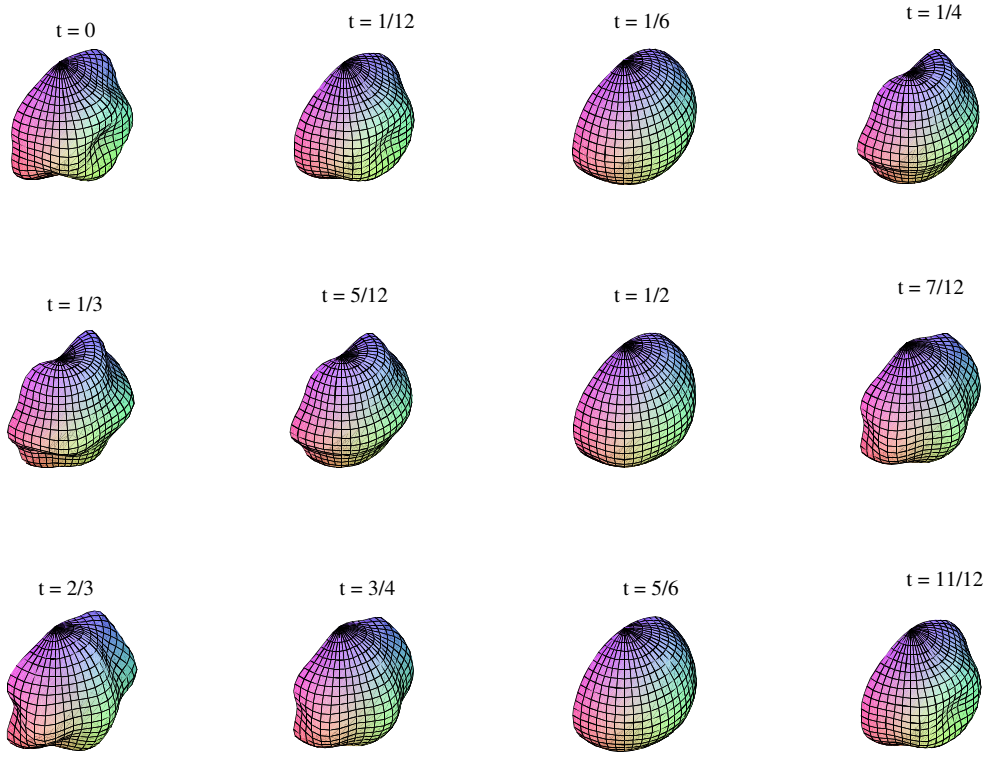 t = 0
t = 1/12
t = 1/6
t = 1/4
t = 1/3
t = 5/12
t = 1/2
t = 7/12
t = 2/3
t = 3/4
t = 5/6
t = 11/12